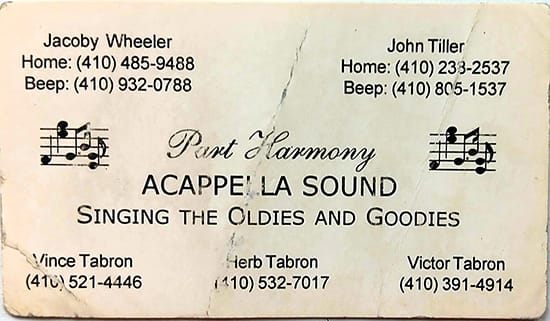 Jacoby Wheeler
Home: (410) 485-9488
Beep: (410) 932-0788
John Tiller
Home: (410) 233-2537
Beep: (410) 805-1537
Part Harmony
ACAPPELLA SOUND
SINGING THE OLDIES AND GOODIES
Vince Tabron
(410) 521-4446
Herb Tabron
(410) 532-7017
Victor Tabron
(410) 391-4914